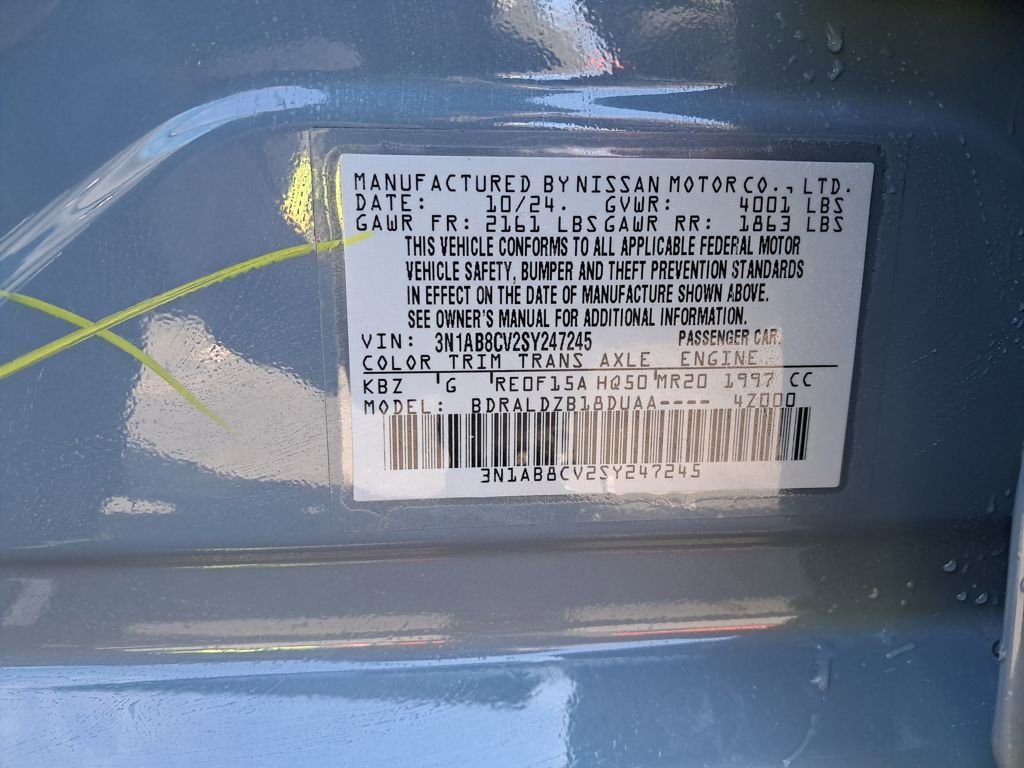 MANUFACTURED BY NISSAN MOTOR CO., LTD.
DATE: 10/24. GVWR: 4001 LBS
GAWR FR: 2161 LBS GAWR RR: 1863 LBS
THIS VEHICLE CONFORMS TO ALL APPLICABLE FEDERAL MOTOR
VEHICLE SAFETY, BUMPER AND THEFT PREVENTION STANDARDS
IN EFFECT ON THE DATE OF MANUFACTURE SHOWN ABOVE.
SEE OWNER'S MANUAL FOR ADDITIONAL INFORMATION.
VIN: 3N1AB8CV2SY247245 PASSENGER CAR
COLOR TRIM TRANS AXLE ENGINE
KBZ G RE0F15A HQ50 MR20 1997 CC
MODEL: BDRALDZB18DUAA---- 4Z000
3N1AB8CV2SY247245